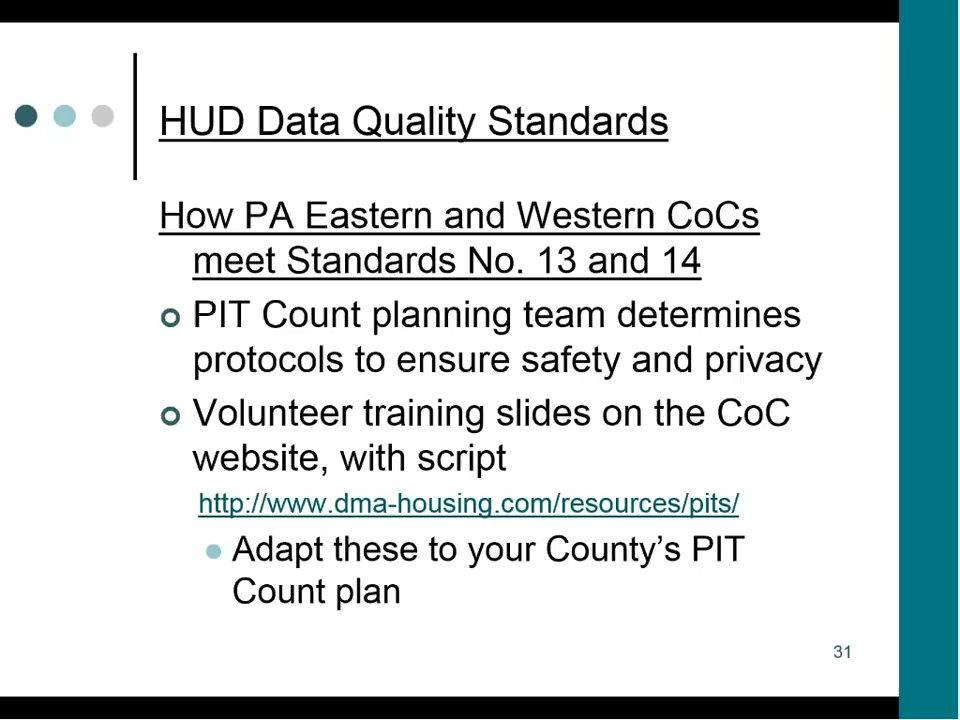 HUD Data Quality Standards
How PA Eastern and Western CoCs
meet Standards No. 13 and 14
PIT Count planning team determines
protocols to ensure safety and privacy
Volunteer training slides on the CoC
website, with script
http://www.dma-housing.com/resources/pits/
Adapt these to your County’s PIT
Count plan
31